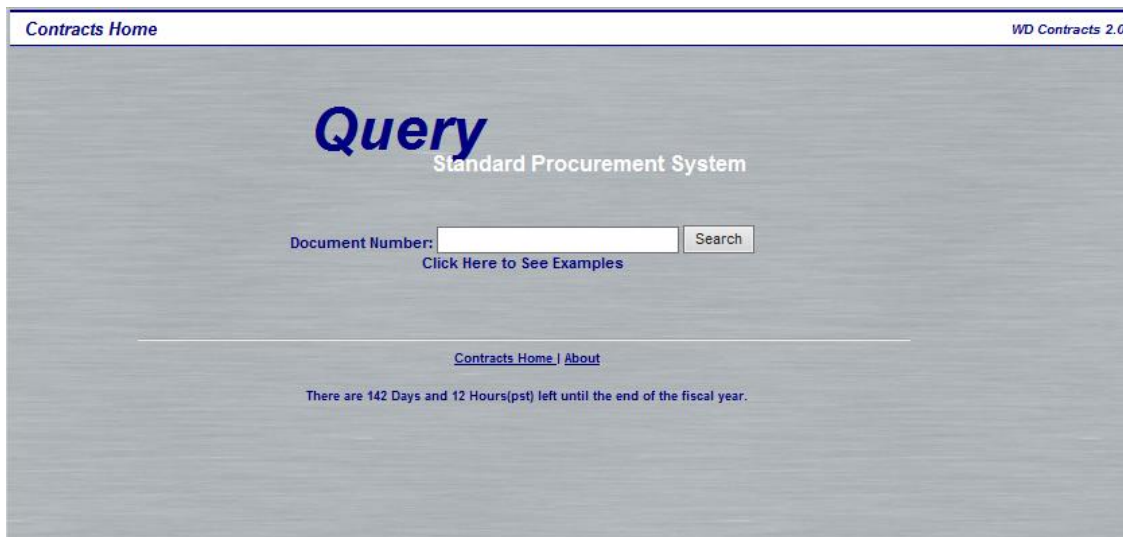 Contracts Home WD Contracts 2.0
Query
Standard Procurement System
Document Number: Search
Click Here to See Examples
Contracts Home | About
There are 142 Days and 12 Hours(pst) left until the end of the fiscal year.